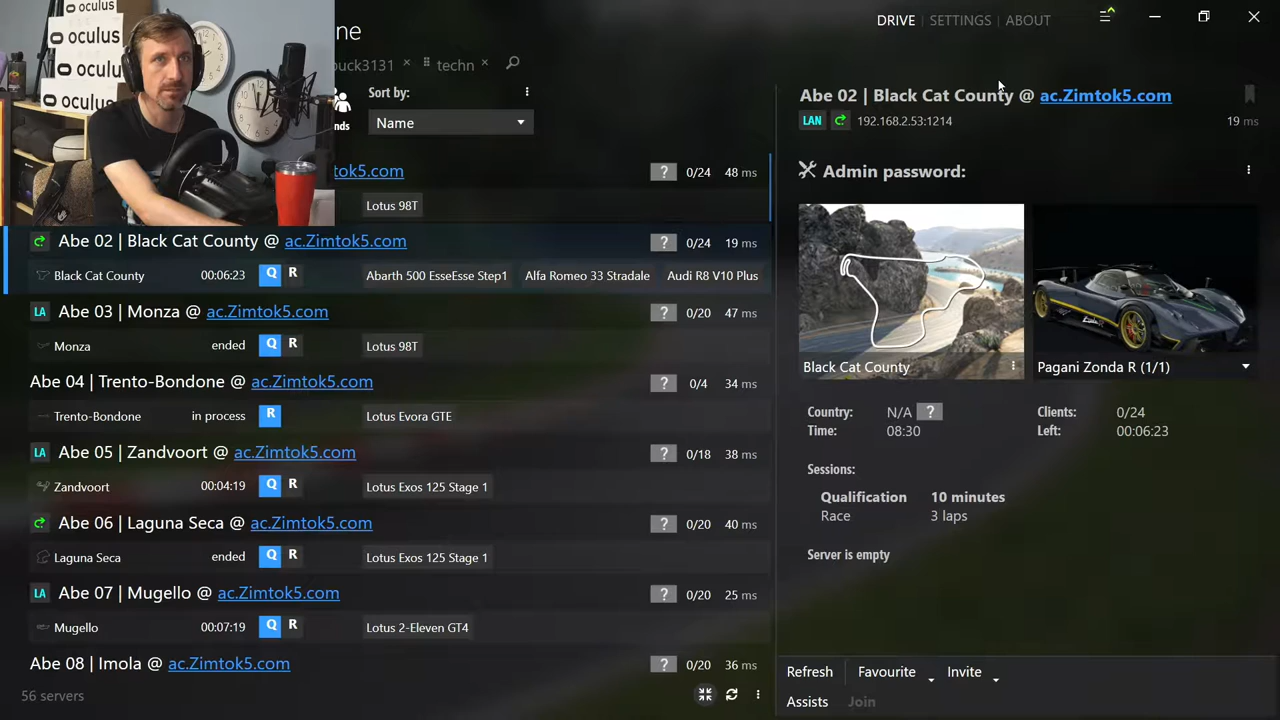 oculus
oculus
oculus
oculus
ne
DRIVE | SETTINGS | ABOUT
buck3131 × techn ×
nds
Sort by:
Name
tok5.com ? 0/24 48 ms
Lotus 98T
Abe 02 | Black Cat County @ ac.Zimtok5.com ? 0/24 19 ms
Black Cat County 00:06:23 Q R Abarth 500 EsseEsse Step1 Alfa Romeo 33 Stradale Audi R8 V10 Plus
LA Abe 03 | Monza @ ac.Zimtok5.com ? 0/20 47 ms
Monza ended Q R Lotus 98T
Abe 04 | Trento-Bondone @ ac.Zimtok5.com ? 0/4 34 ms
Trento-Bondone in process R Lotus Evora GTE
LA Abe 05 | Zandvoort @ ac.Zimtok5.com ? 0/18 38 ms
Zandvoort 00:04:19 Q R Lotus Exos 125 Stage 1
Abe 06 | Laguna Seca @ ac.Zimtok5.com ? 0/20 40 ms
Laguna Seca ended Q R Lotus Exos 125 Stage 1
LA Abe 07 | Mugello @ ac.Zimtok5.com ? 0/20 25 ms
Mugello 00:07:19 Q R Lotus 2-Eleven GT4
Abe 08 | Imola @ ac.Zimtok5.com ? 0/20 36 ms
56 servers
Abe 02 | Black Cat County @ ac.Zimtok5.com
LAN 192.168.2.53:1214 19 ms
Admin password:
Black Cat County
Pagani Zonda R (1/1)
Country: N/A ? Clients: 0/24
Time: 08:30 Left: 00:06:23
Sessions:
Qualification 10 minutes
Race 3 laps
Server is empty
Refresh Favourite Invite
Assists Join